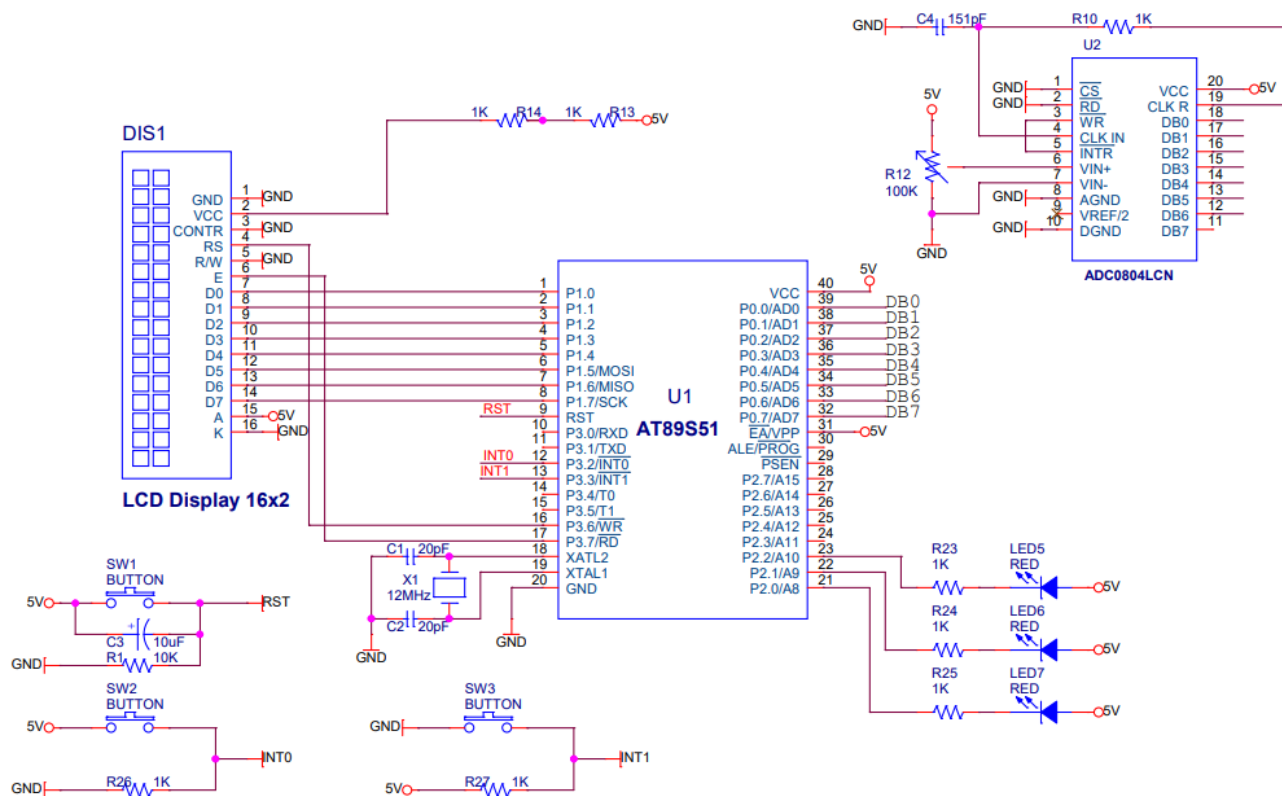 GND C4 151pF R10 1K
U2
5V
R12
100K
GND
GND 1 CS VCC 20 5V
GND 2 RD CLK R 19
3 WR DB0 18
4 CLK IN DB1 17
5 INTR DB2 16
6 VIN+ DB3 15
7 VIN- DB4 14
GND 8 AGND DB5 13
9 VREF/2 DB6 12
GND 10 DGND DB7 11
ADC0804LCN
1K R14 1K R13 5V
DIS1
GND 1 GND
VCC 2
CONTR 3 GND
RS 4
R/W 5 GND
E 6
D0 7
D1 8
D2 9
D3 10
D4 11
D5 12
D6 13
D7 14
A 15 5V
K 16 GND
LCD Display 16x2
5V
1 P1.0 VCC 40
2 P1.1 P0.0/AD0 39 DB0
3 P1.2 P0.1/AD1 38 DB1
4 P1.3 P0.2/AD2 37 DB2
5 P1.4 P0.3/AD3 36 DB3
6 P1.5/MOSI P0.4/AD4 35 DB4
7 P1.6/MISO P0.5/AD5 34 DB5
8 P1.7/SCK P0.6/AD6 33 DB6
RST 9 RST P0.7/AD7 32 DB7
10 P3.0/RXD EA/VPP 31 5V
11 P3.1/TXD ALE/PROG 30
INT0 12 P3.2/INT0 PSEN 29
INT1 13 P3.3/INT1 P2.7/A15 28
14 P3.4/T0 P2.6/A14 27
15 P3.5/T1 P2.5/A13 26
16 P3.6/WR P2.4/A12 25
17 P3.7/RD P2.3/A11 24
18 XATL2 P2.2/A10 23
19 XTAL1 P2.1/A9 22
20 GND P2.0/A8 21
U1
AT89S51
C1 20pF
X1
12MHz
C2 20pF
GND
GND
R23
1K
LED5
RED
5V
R24
1K
LED6
RED
5V
R25
1K
LED7
RED
5V
SW1
BUTTON
5V
RST
+
C3 10uF
GND R1 10K
SW2
BUTTON
5V
INT0
GND R26 1K
SW3
BUTTON
GND
INT1
5V R27 1K